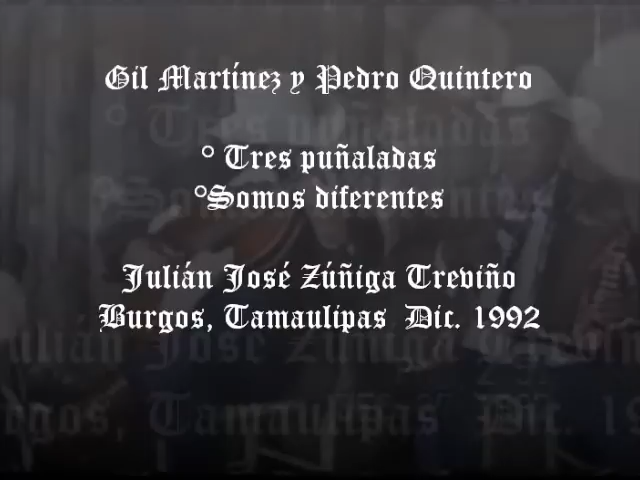 Gil Martínez y Pedro Quintero
° Tres puñaladas
°Somos diferentes
Julián José Zúñiga Treviño
Burgos, Tamaulipas Dic. 1992